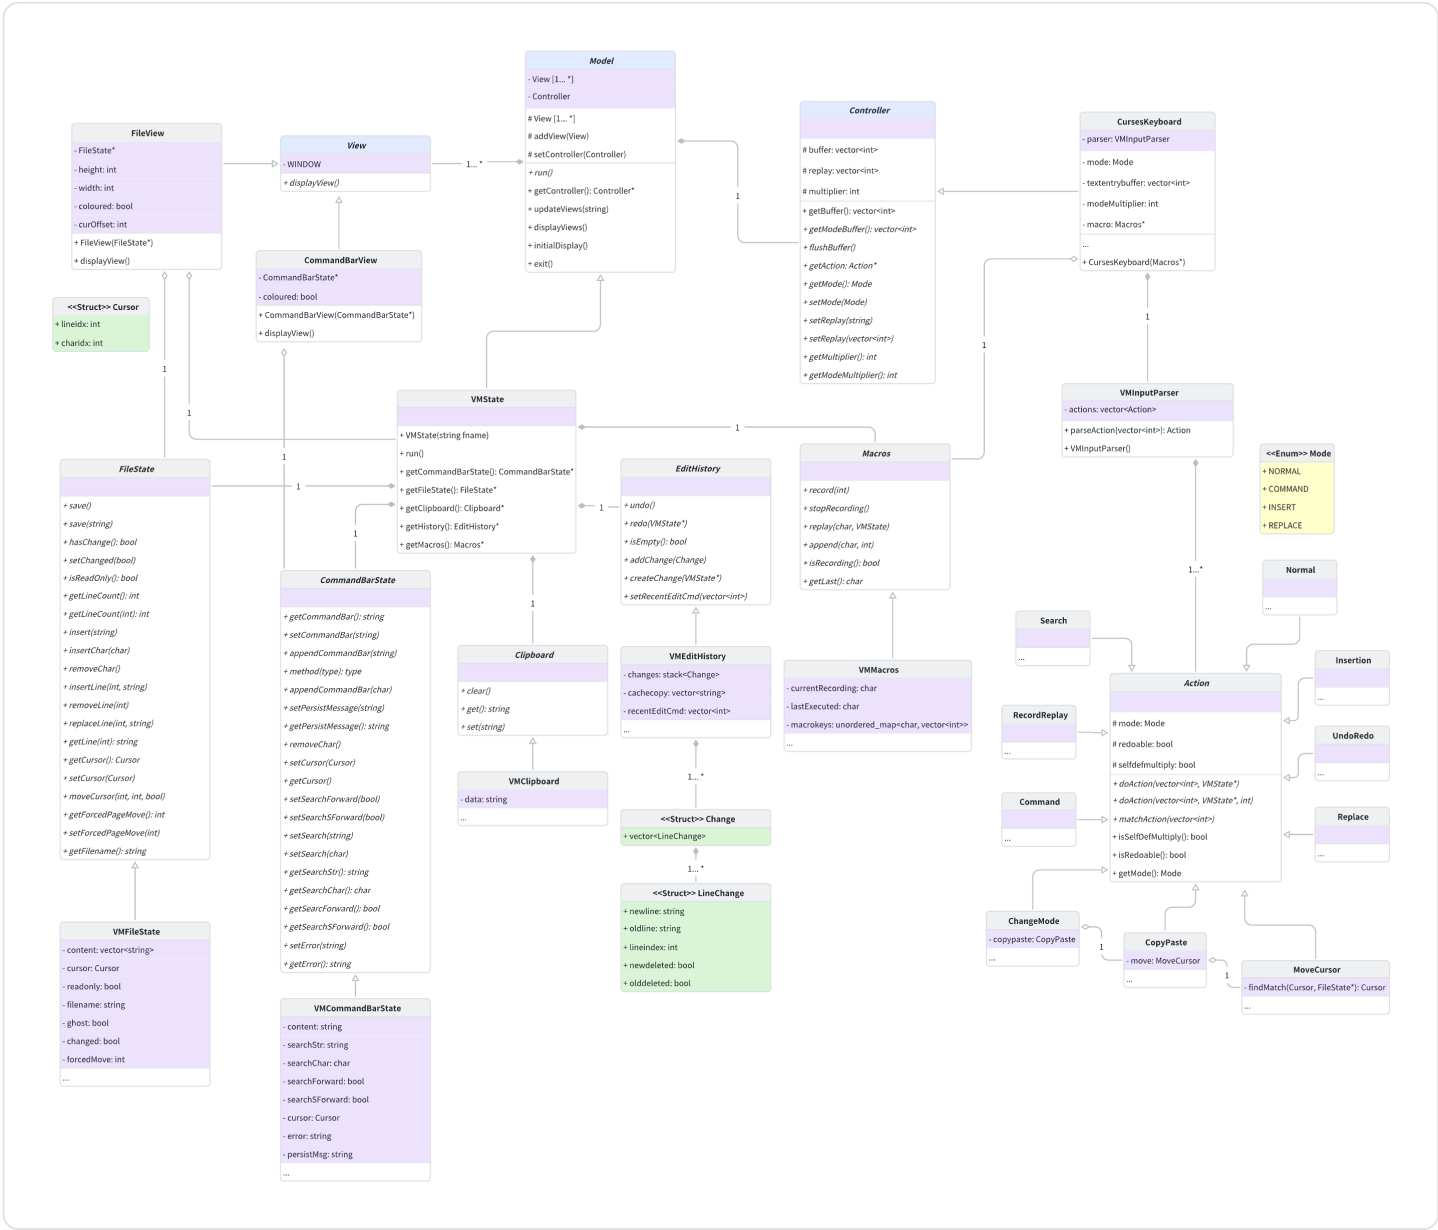 Model
- View [1... *]
- Controller
# View [1... *]
# addView(View)
# setController(Controller)
+ run()
+ getController(): Controller*
+ updateViews(string)
+ displayViews()
+ initialDisplay()
+ exit()
FileView
- FileState*
- height: int
- width: int
- coloured: bool
- curOffset: int
+ FileView(FileState*)
+ displayView()
View
- WINDOW
+ displayView()
1... *
Controller
# buffer: vector<int>
# replay: vector<int>
# multiplier: int
+ getBuffer(): vector<int>
+ getModeBuffer(): vector<int>
+ flushBuffer()
+ getAction: Action*
+ getMode(): Mode
+ setMode(Mode)
+ setReplay(string)
+ setReplay(vector<int>)
+ getMultiplier(): int
+ getModeMultiplier(): int
1
CursesKeyboard
- parser: VMInputParser
- mode: Mode
- textentrybuffer: vector<int>
- modeMultiplier: int
- macro: Macros*
...
+ CursesKeyboard(Macros*)
1
1
CommandBarView
- CommandBarState*
- coloured: bool
+ CommandBarView(CommandBarState*)
+ displayView()
<<Struct>> Cursor
+ lineidx: int
+ charidx: int
1
1
1
VMState
+ VMState(string fname)
+ run()
+ getCommandBarState(): CommandBarState*
+ getFileState(): FileState*
+ getClipboard(): Clipboard*
+ getHistory(): EditHistory*
+ getMacros(): Macros*
1
1
1
1
1
VMInputParser
- actions: vector<Action>
+ parseAction(vector<int>): Action
+ VMInputParser()
1...*
<<Enum>> Mode
+ NORMAL
+ COMMAND
+ INSERT
+ REPLACE
FileState
+ save()
+ save(string)
+ hasChange(): bool
+ setChanged(bool)
+ isReadOnly(): bool
+ getLineCount(): int
+ getLineCount(int): int
+ insert(string)
+ insertChar(char)
+ removeChar()
+ insertLine(int, string)
+ removeLine(int)
+ replaceLine(int, string)
+ getLine(int): string
+ getCursor(): Cursor
+ setCursor(Cursor)
+ moveCursor(int, int, bool)
+ getForcedPageMove(): int
+ setForcedPageMove(int)
+ getFilename(): string
EditHistory
+ undo()
+ redo(VMState*)
+ isEmpty(): bool
+ addChange(Change)
+ createChange(VMState*)
+ setRecentEditCmd(vector<int>)
Macros
+ record(int)
+ stopRecording()
+ replay(char, VMState)
+ append(char, int)
+ isRecording(): bool
+ getLast(): char
CommandBarState
+ getCommandBar(): string
+ setCommandBar(string)
+ appendCommandBar(string)
+ method(type): type
+ appendCommandBar(char)
+ setPersistMessage(string)
+ getPersistMessage(): string
+ removeChar()
+ setCursor(Cursor)
+ getCursor()
+ setSearchForward(bool)
+ setSearchSForward(bool)
+ setSearch(string)
+ setSearch(char)
+ getSearchStr(): string
+ getSearchChar(): char
+ getSearcForward(): bool
+ getSearchSForward(): bool
+ setError(string)
+ getError(): string
Clipboard
+ clear()
+ get(): string
+ set(string)
VMClipboard
- data: string
...
VMEditHistory
- changes: stack<Change>
- cachecopy: vector<string>
- recentEditCmd: vector<int>
...
1... *
<<Struct>> Change
+ vector<LineChange>
1... *
<<Struct>> LineChange
+ newline: string
+ oldline: string
+ lineindex: int
+ newdeleted: bool
+ olddeleted: bool
VMMacros
- currentRecording: char
- lastExecuted: char
- macrokeys: unordered_map<char, vector<int>>
...
Normal
...
Search
...
Insertion
...
RecordReplay
...
UndoRedo
...
Command
...
Replace
...
Action
# mode: Mode
# redoable: bool
# selfdefmultiply: bool
+ doAction(vector<int>, VMState*)
+ doAction(vector<int>, VMState*, int)
+ matchAction(vector<int>)
+ isSelfDefMultiply(): bool
+ isRedoable(): bool
+ getMode(): Mode
ChangeMode
- copypaste: CopyPaste
...
1
CopyPaste
- move: MoveCursor
...
1
MoveCursor
- findMatch(Cursor, FileState*): Cursor
...
VMFileState
- content: vector<string>
- cursor: Cursor
- readonly: bool
- filename: string
- ghost: bool
- changed: bool
- forcedMove: int
...
VMCommandBarState
- content: string
- searchStr: string
- searchChar: char
- searchForward: bool
- searchSForward: bool
- cursor: Cursor
- error: string
- persistMsg: string
...